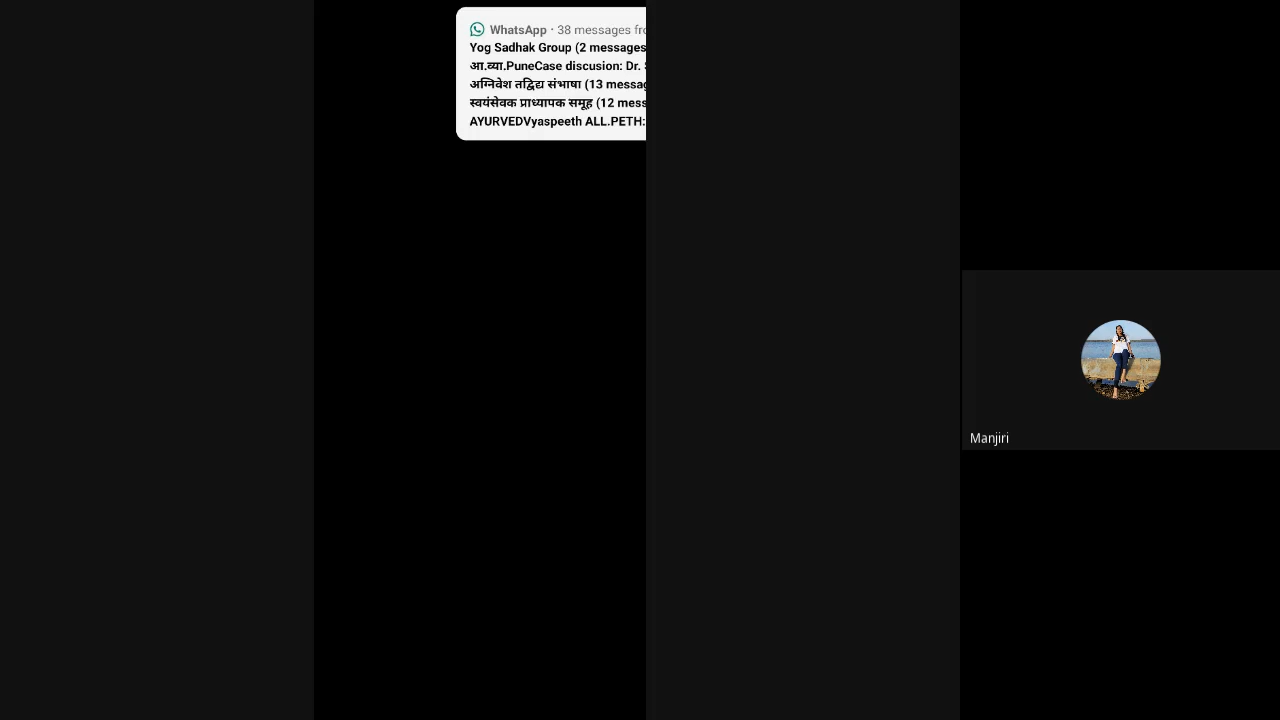 WhatsApp · 38 messages fro
Yog Sadhak Group (2 messages
आ.व्या.PuneCase discusion: Dr.
अग्निवेश तद्विद्य संभाषा (13 messag
स्वयंसेवक प्राध्यापक समूह (12 mess
AYURVEDVyaspeeth ALL.PETH:
Manjiri